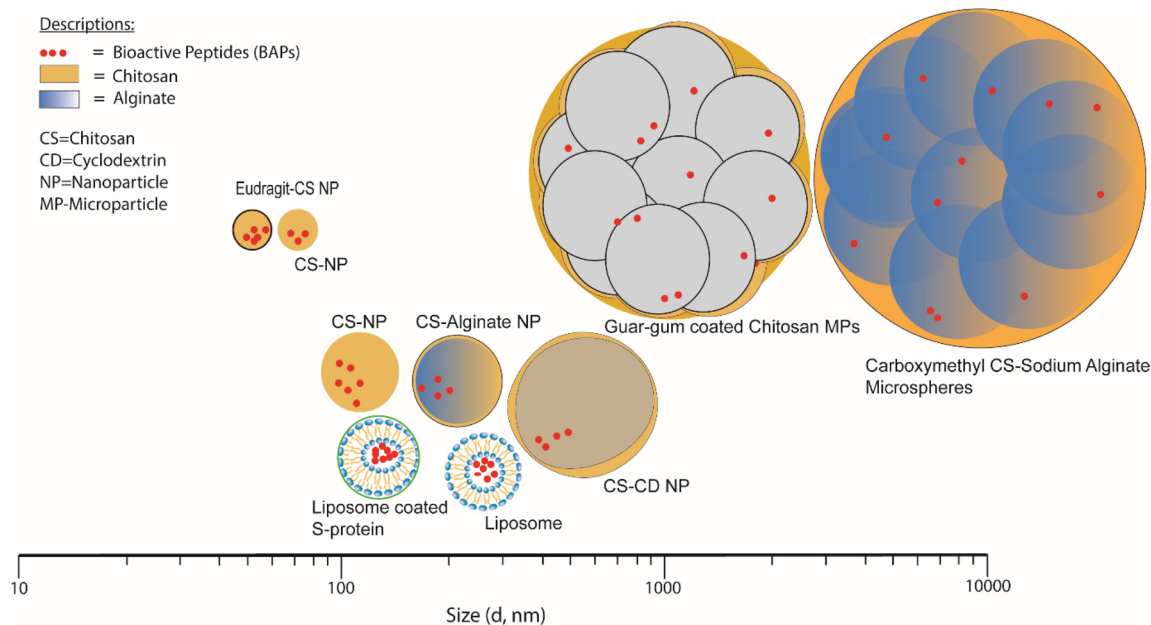 Descriptions:
= Bioactive Peptides (BAPs)
= Chitosan
= Alginate
CS=Chitosan
CD=Cyclodextrin
NP=Nanoparticle
MP-Microparticle
Eudragit-CS NP
CS-NP
CS-NP
CS-Alginate NP
Guar-gum coated Chitosan MPs
Carboxymethyl CS-Sodium Alginate
Microspheres
CS-CD NP
Liposome coated
S-protein
Liposome
10
100
1000
10000
Size (d, nm)